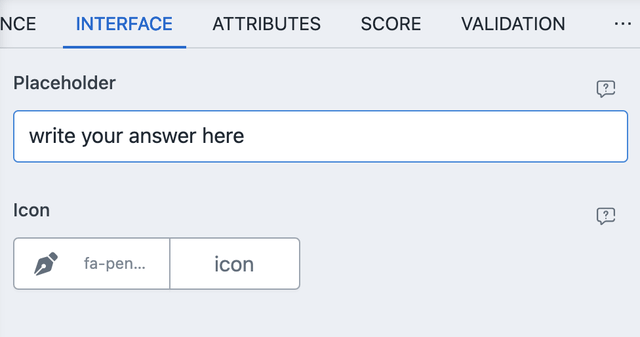 NCE INTERFACE ATTRIBUTES SCORE VALIDATION ...
Placeholder
?
write your answer here
Icon
?
fa-pen... icon